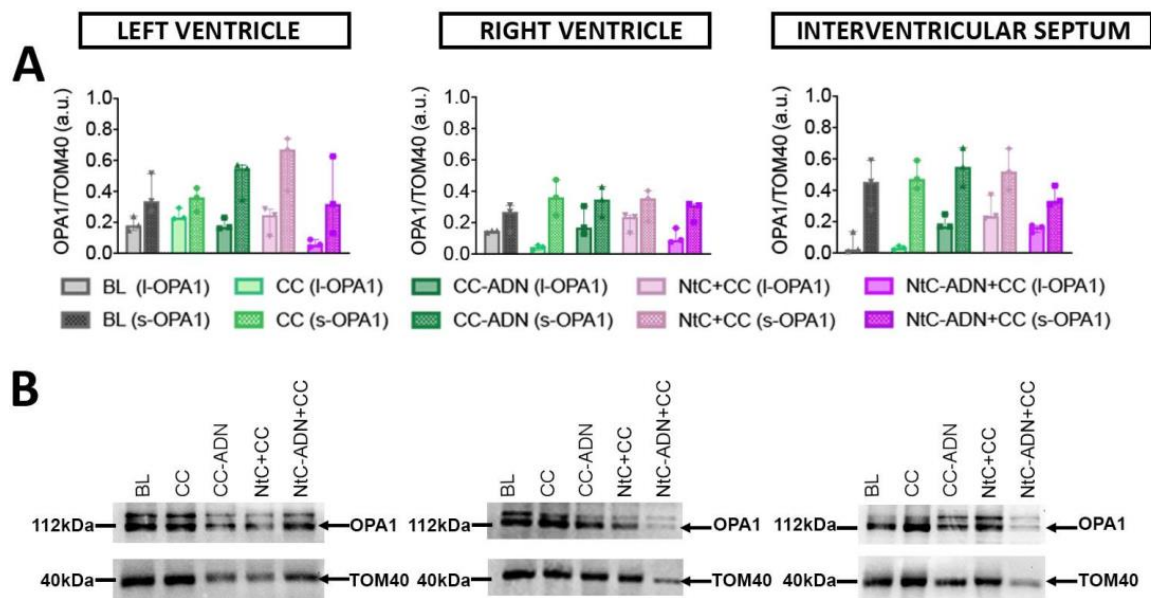 LEFT VENTRICLE
RIGHT VENTRICLE
INTERVENTRICULAR SEPTUM
A
OPA1/TOM40 (a.u.)
1.0
0.8
0.6
0.4
0.2
0.0
OPA1/TOM40 (a.u.)
1.0
0.8
0.6
0.4
0.2
0.0
OPA1/TOM40 (a.u.)
1.0
0.8
0.6
0.4
0.2
0.0
BL (l-OPA1) CC (l-OPA1) CC-ADN (l-OPA1) NtC+CC (l-OPA1) NtC-ADN+CC (l-OPA1)
BL (s-OPA1) CC (s-OPA1) CC-ADN (s-OPA1) NtC+CC (s-OPA1) NtC-ADN+CC (s-OPA1)
B
BL
CC
CC-ADN
NtC+CC
NtC-ADN+CC
112kDa OPA1
40kDa TOM40
BL
CC
CC-ADN
NtC+CC
NtC-ADN+CC
112kDa OPA1
40kDa TOM40
BL
CC
CC-ADN
NtC+CC
NtC-ADN+CC
112kDa OPA1
40kDa TOM40